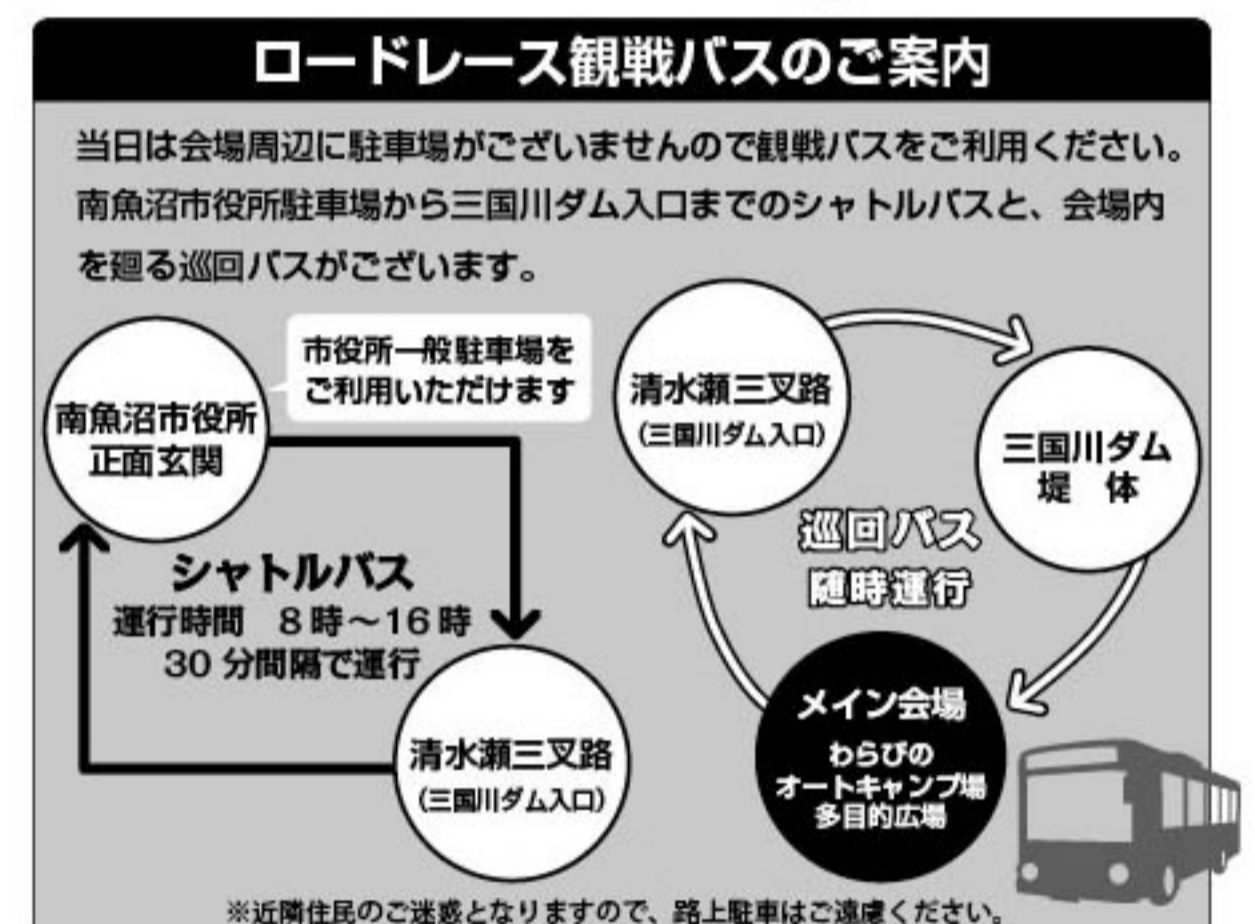 ロードレース観戦バスのご案内
当日は会場周辺に駐車場がございませんので観戦バスをご利用ください。
南魚沼市役所駐車場から三国川ダム入口までのシャトルバスと、会場内
を廻る巡回バスがございます。
市役所一般駐車場を
ご利用いただけます
南魚沼市役所
正面玄関
シャトルバス
運行時間 8時～16時
30分間隔で運行
清水瀬三叉路
(三国川ダム入口)
清水瀬三叉路
(三国川ダム入口)
三国川ダム
堤 体
巡回バス
随時運行
メイン会場
わらびの
オートキャンプ場
多目的広場
※近隣住民のご迷惑となりますので、路上駐車はご遠慮ください。